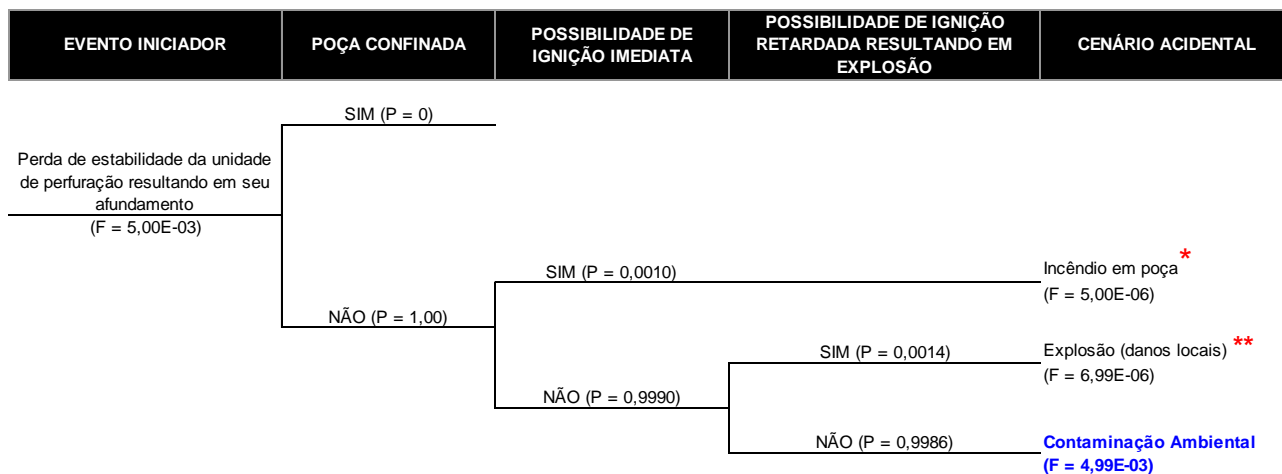 EVENTO INICIADOR
POÇA CONFINADA
POSSIBILIDADE DE
IGNIÇÃO IMEDIATA
POSSIBILIDADE DE IGNIÇÃO
RETARDADA RESULTANDO EM
EXPLOSÃO
CENÁRIO ACIDENTAL
SIM (P = 0)
Perda de estabilidade da unidade
de perfuração resultando em seu
afundamento
(F = 5,00E-03)
SIM (P = 0,0010)
Incêndio em poça *
(F = 5,00E-06)
NÃO (P = 1,00)
SIM (P = 0,0014)
Explosão (danos locais) **
(F = 6,99E-06)
NÃO (P = 0,9990)
NÃO (P = 0,9986)
Contaminação Ambiental
(F = 4,99E-03)